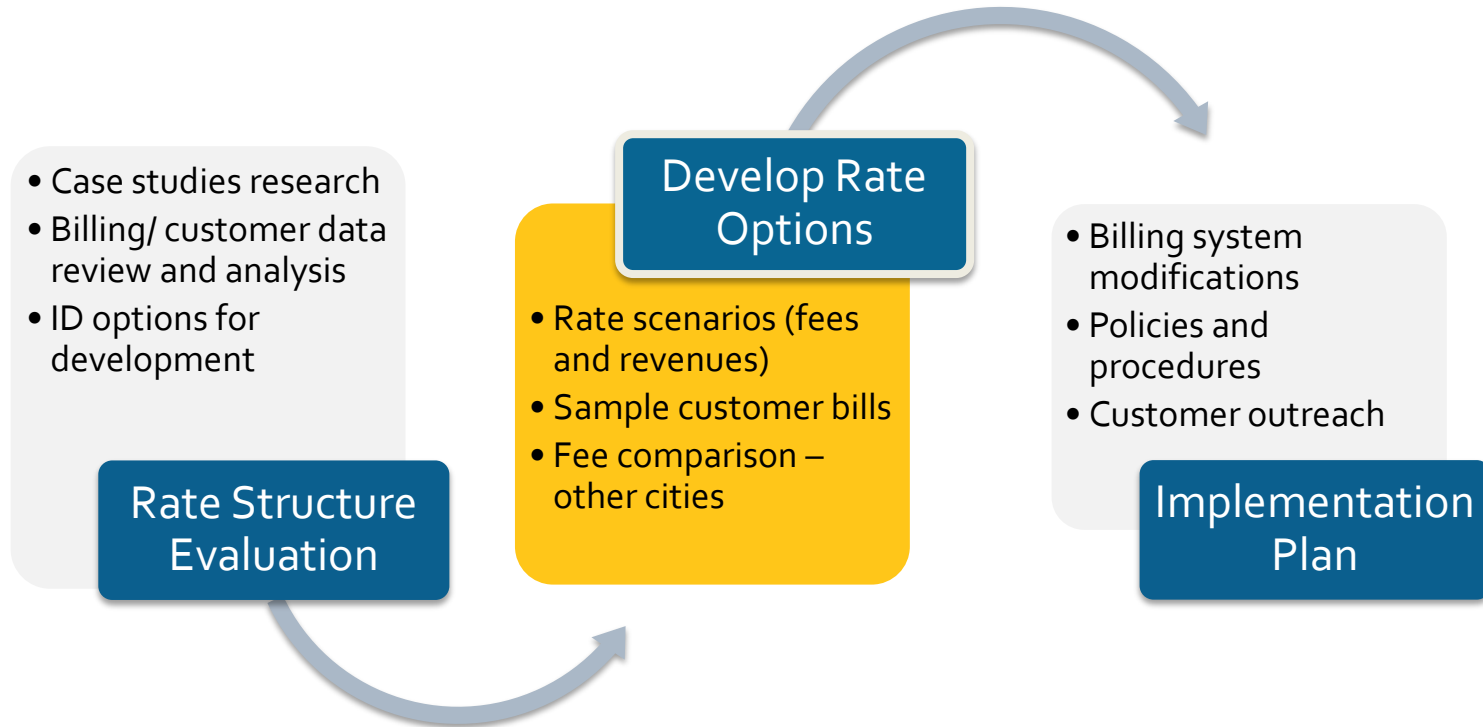 • Case studies research
• Billing/ customer data
review and analysis
• ID options for
development
Rate Structure
Evaluation
Develop Rate
Options
• Rate scenarios (fees
and revenues)
• Sample customer bills
• Fee comparison –
other cities
• Billing system
modifications
• Policies and
procedures
• Customer outreach
Implementation
Plan